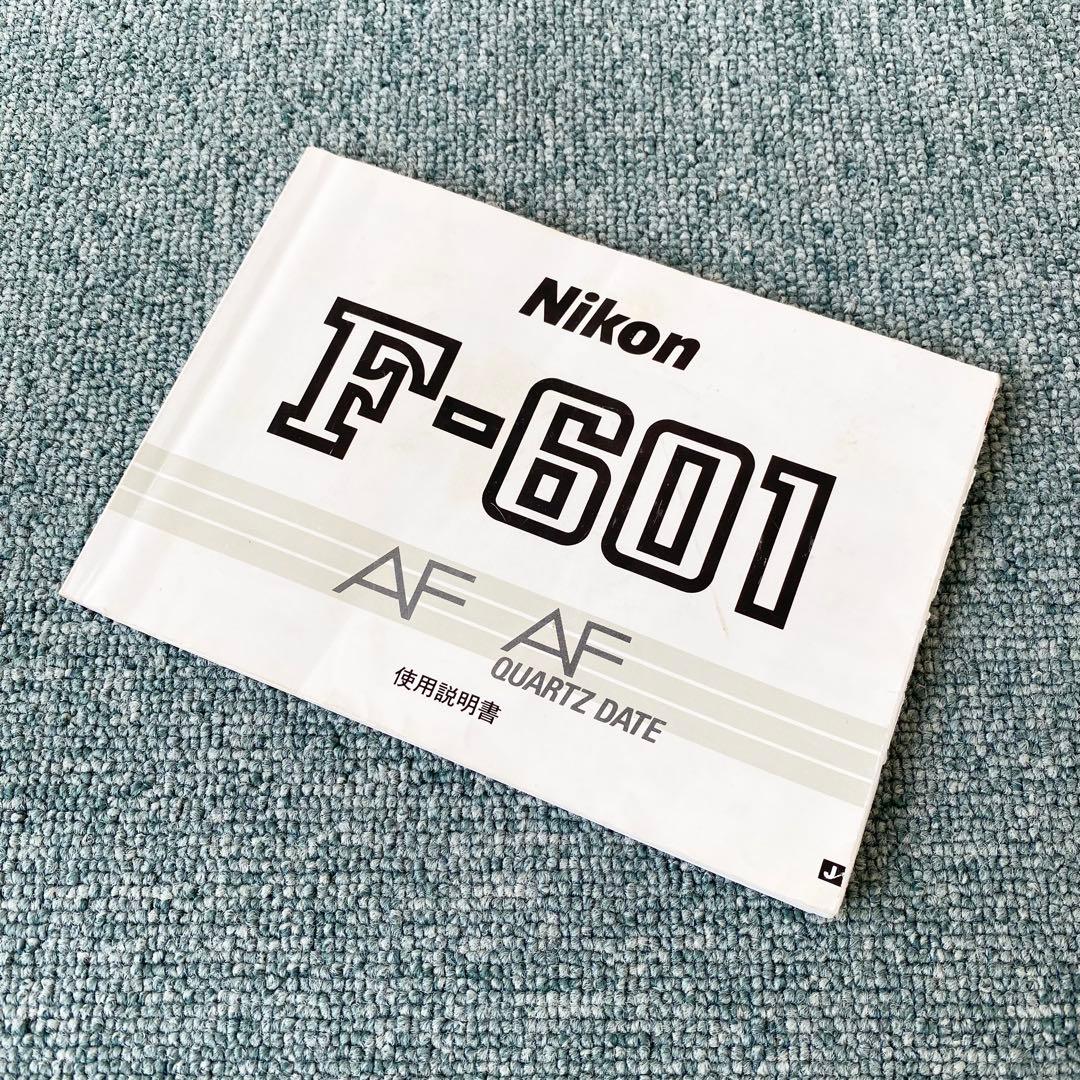 Nikon
F-601
AF AF
QUARTZ DATE
使用説明書
J